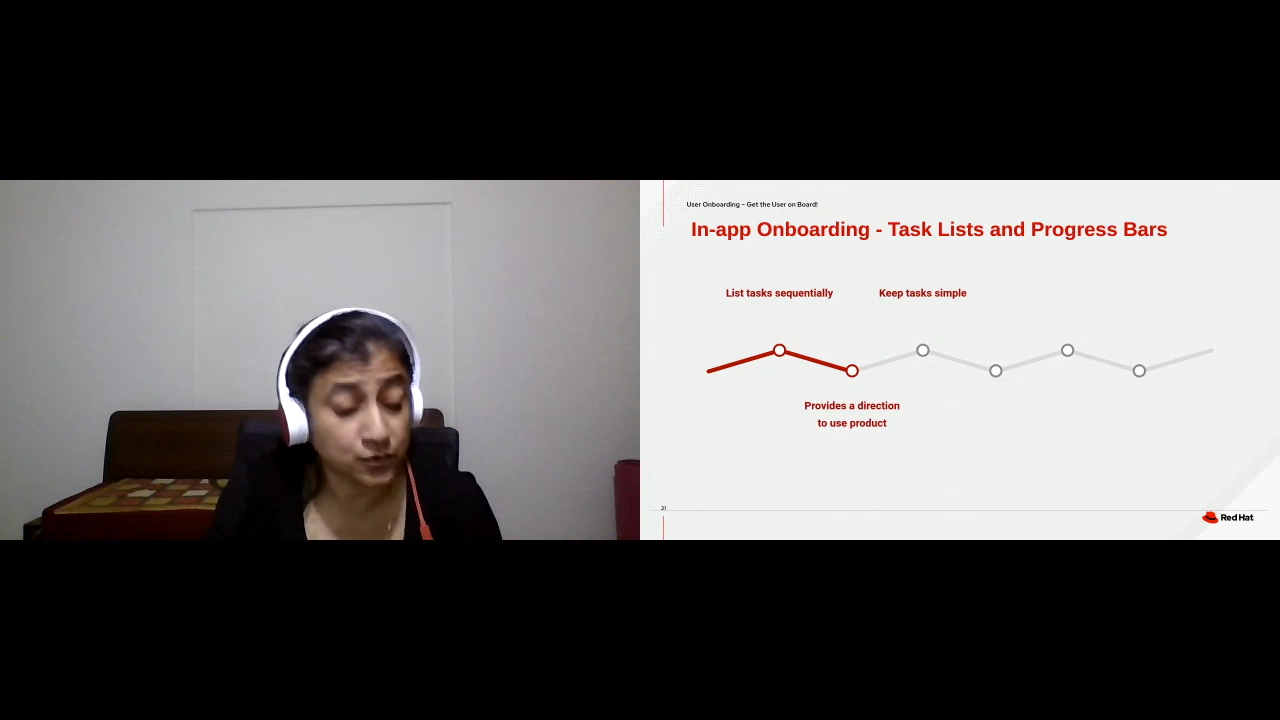 User Onboarding – Get the User on Board!
In-app Onboarding - Task Lists and Progress Bars
List tasks sequentially
Keep tasks simple
Provides a direction
to use product
21
Red Hat